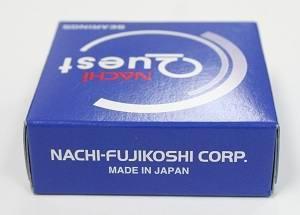 BEARINGS
NACHI
Quest
NACHI-FUJIKOSHI CORP.
MADE IN JAPAN